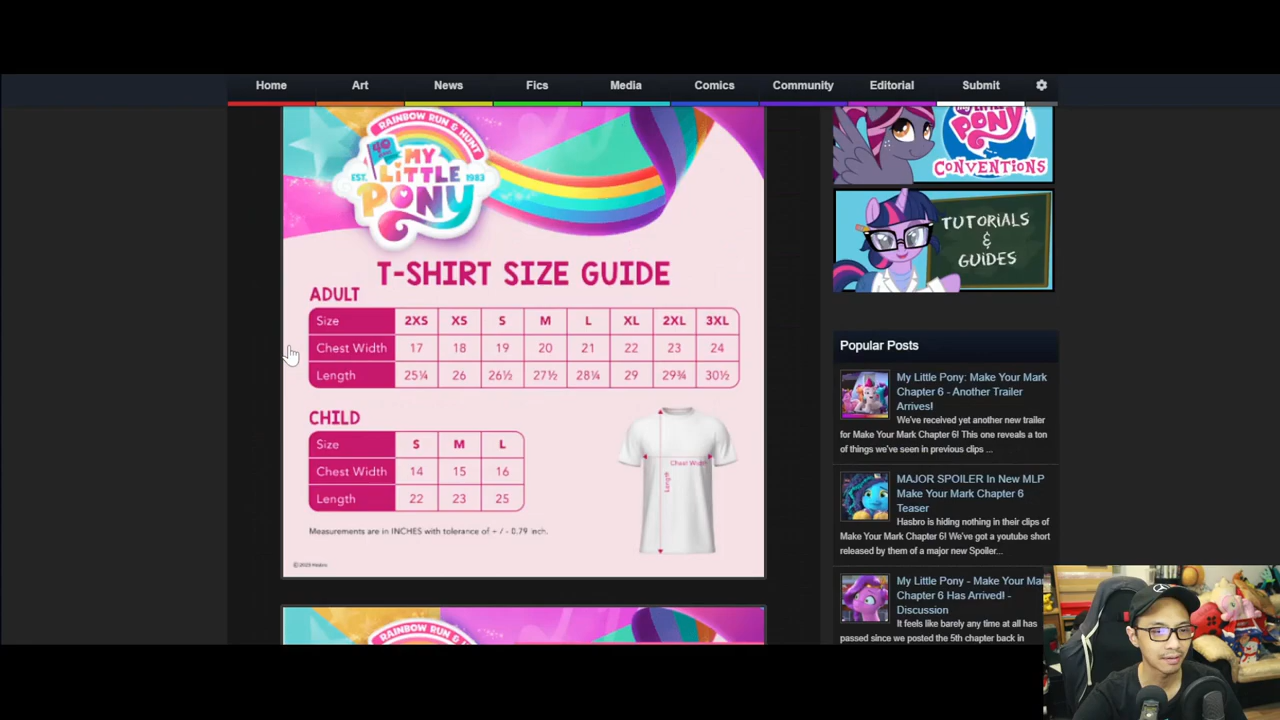 Home Art News Fics Media Comics Community Editorial Submit
RAINBOW RUN & HUNT
40
MY
EST. LITTLE 1983
PONY
T-SHIRT SIZE GUIDE
ADULT
Size 2XS XS S M L XL 2XL 3XL
Chest Width 17 18 19 20 21 22 23 24
Length 25¼ 26 26½ 27½ 28¼ 29 29¾ 30½
CHILD
Size S M L
Chest Width 14 15 16
Length 22 23 25
Chest Width
Length
Measurements are in INCHES with tolerance of + / - 0.79 inch.
©2023 Hasbro
RAINBOW RUN & HUNT
PONY
CONVENTIONS
TUTORIALS
&
GUIDES
Popular Posts
My Little Pony: Make Your Mark
Chapter 6 - Another Trailer
Arrives!
We've received yet another new trailer
for Make Your Mark Chapter 6! This one reveals a ton
of things we've seen in previous clips ...
MAJOR SPOILER In New MLP
Make Your Mark Chapter 6
Teaser
Hasbro is hiding nothing in their clips of
Make Your Mark Chapter 6! We've got a youtube short
released by them of a major new Spoiler...
My Little Pony - Make Your Ma
Chapter 6 Has Arrived! -
Discussion
It feels like barely any time at all has
passed since we posted the 5th chapter back in